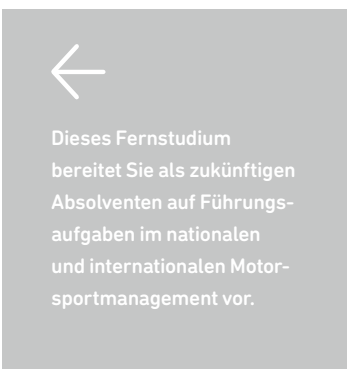 Dieses Fernstudium
bereitet Sie als zukünftigen
Absolventen auf Führungs-
aufgaben im nationalen
und internationalen Motor-
sportmanagement vor.